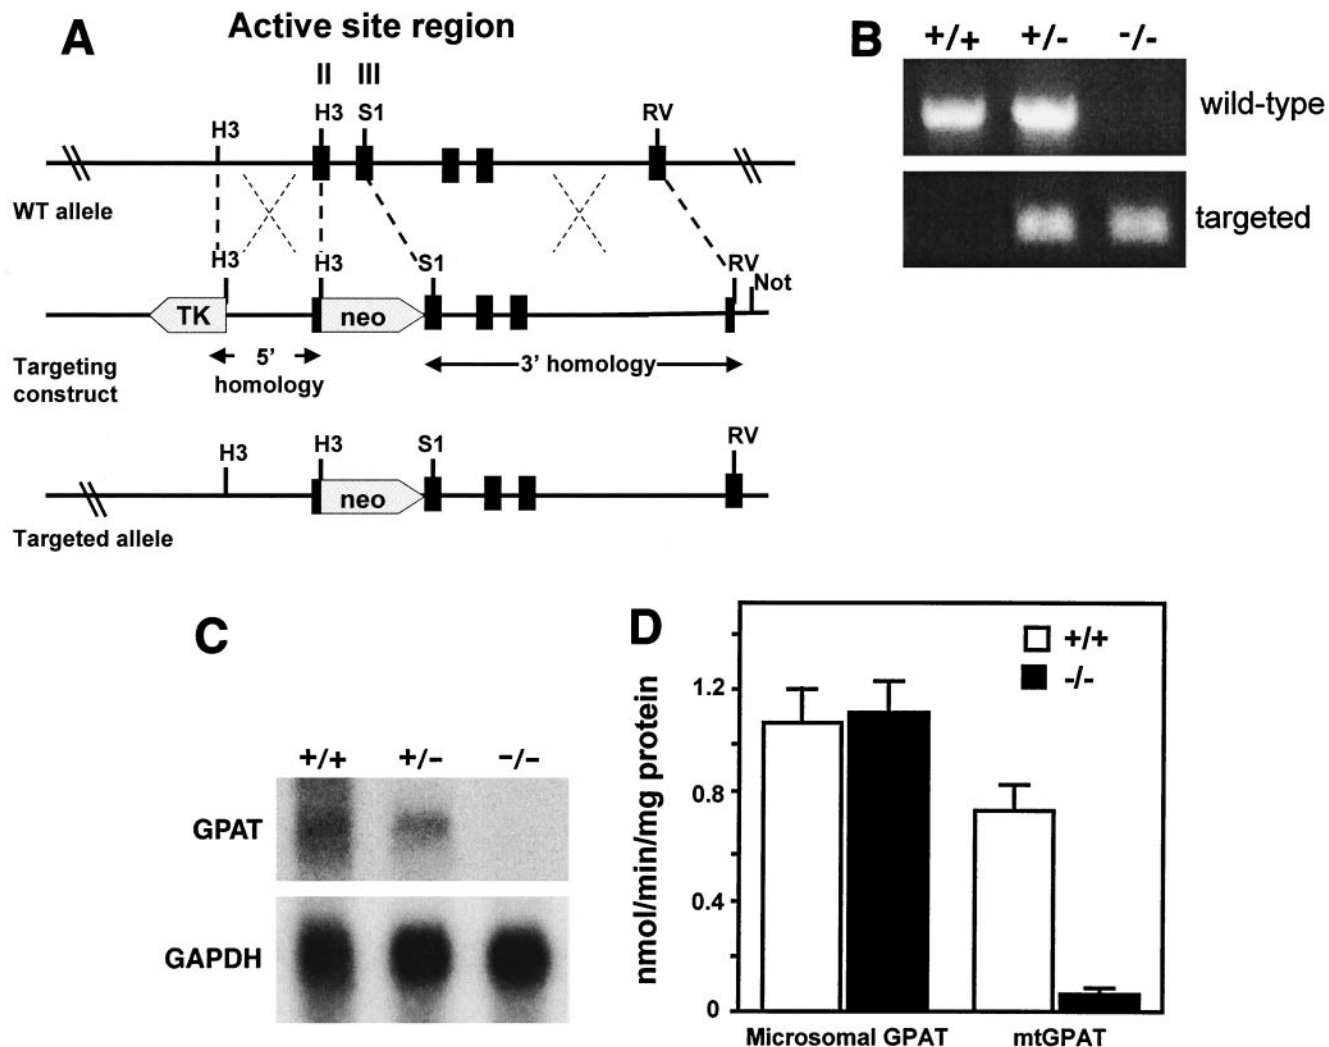 A
Active site region
II III
H3 H3 S1 RV
WT allele
H3 H3 S1 RV
Not
TK neo
5'
homology
3' homology
Targeting
construct
H3 H3 S1 RV
neo
Targeted allele
B
+/+ +/- -/-
wild-type
targeted
C
+/+ +/- -/-
GPAT
GAPDH
D
+/+
-/-
nmol/min/mg protein
1.2
0.8
0.4
0
Microsomal GPAT mtGPAT